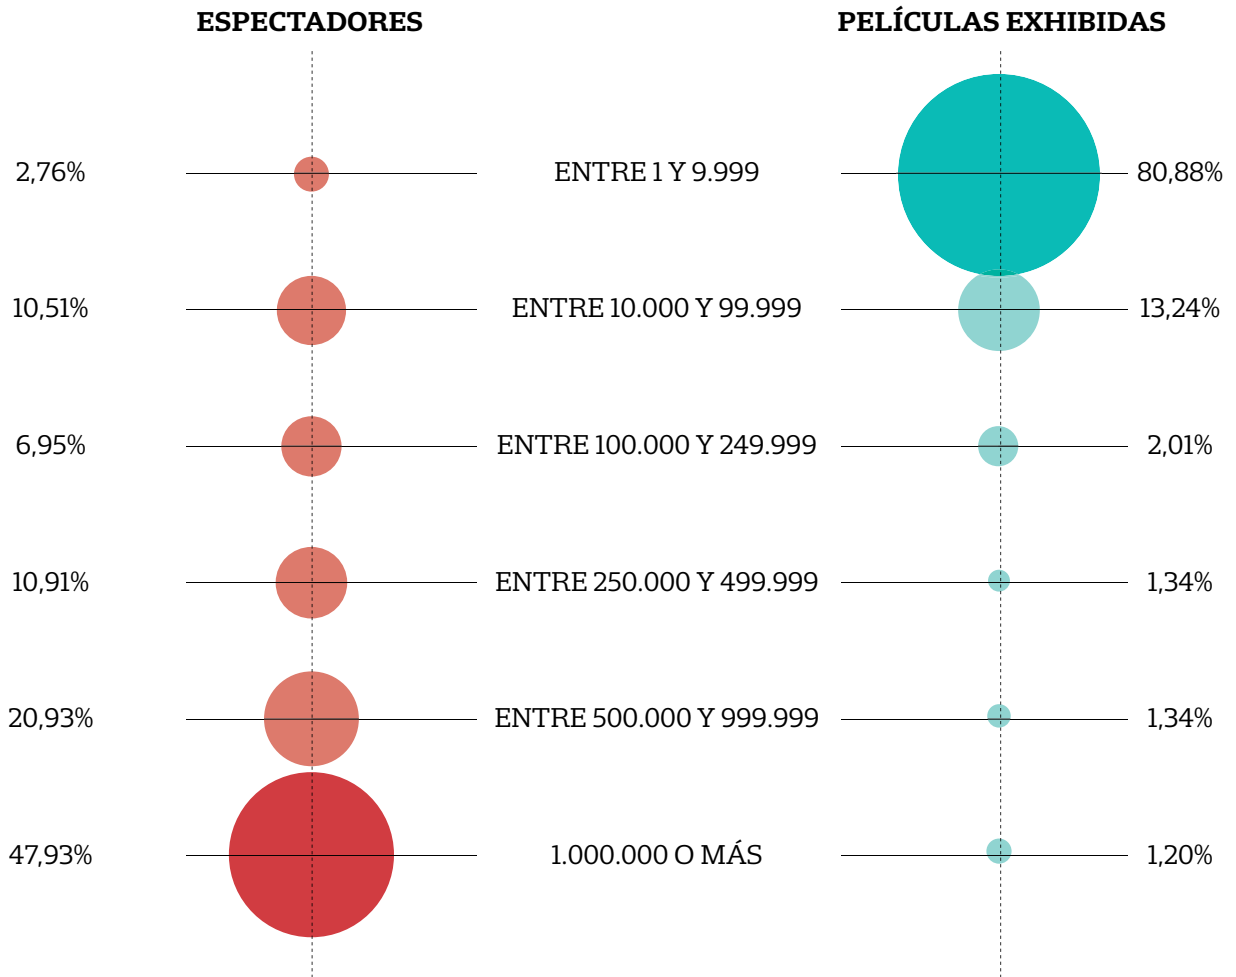 ESPECTADORES PELÍCULAS EXHIBIDAS
2,76% ENTRE 1 Y 9.999 80,88%
10,51% ENTRE 10.000 Y 99.999 13,24%
6,95% ENTRE 100.000 Y 249.999 2,01%
10,91% ENTRE 250.000 Y 499.999 1,34%
20,93% ENTRE 500.000 Y 999.999 1,34%
47,93% 1.000.000 O MÁS 1,20%